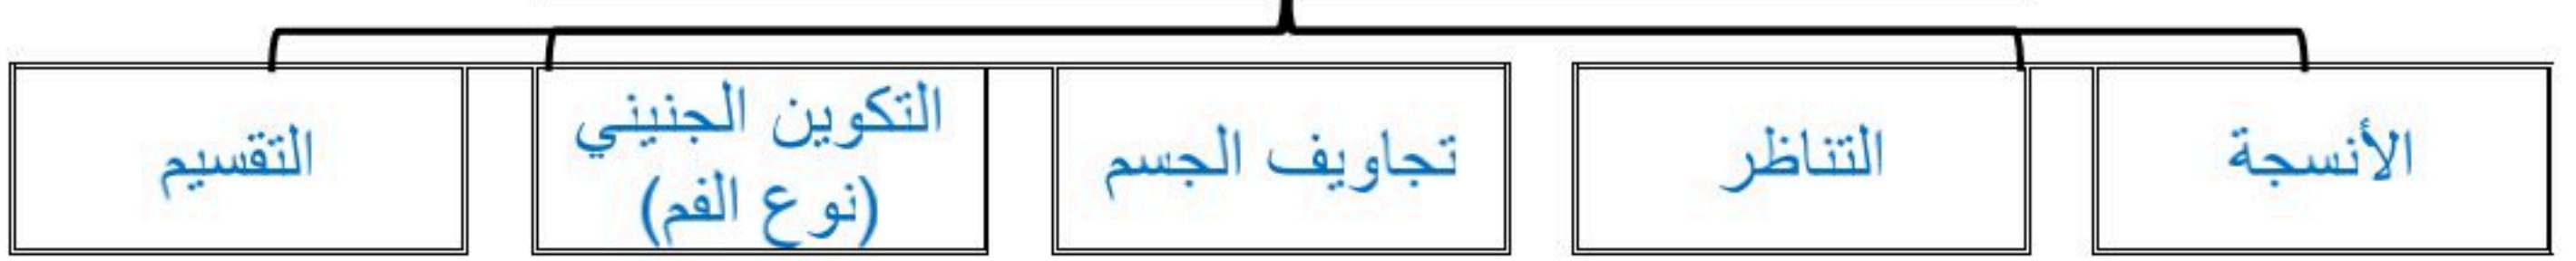 الأنسجة
التناظر
تجاويف الجسم
التكوين الجنيني
(نوع الفم)
التقسيم